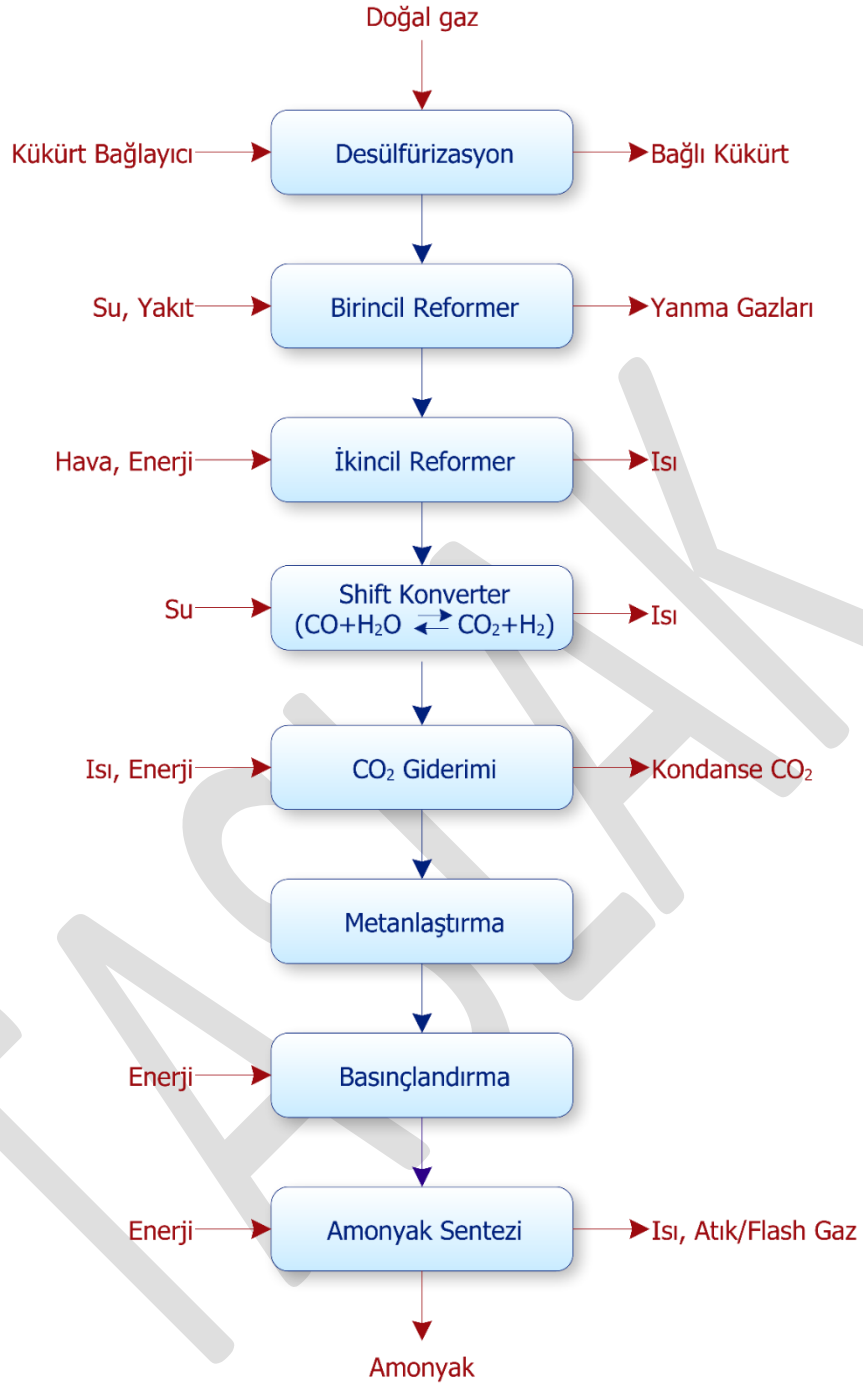 Doğal gaz
Kükürt Bağlayıcı
Desülfürizasyon
Bağlı Kükürt
Su, Yakıt
Birincil Reformer
Yanma Gazları
Hava, Enerji
İkincil Reformer
Isı
Su
Shift Konverter
(CO+H₂O ⇄ CO₂+H₂)
Isı
Isı, Enerji
CO₂ Giderimi
Kondanse CO₂
Metanlaştırma
Enerji
Basınçlandırma
Enerji
Amonyak Sentezi
Isı, Atık/Flash Gaz
Amonyak
TASLAK